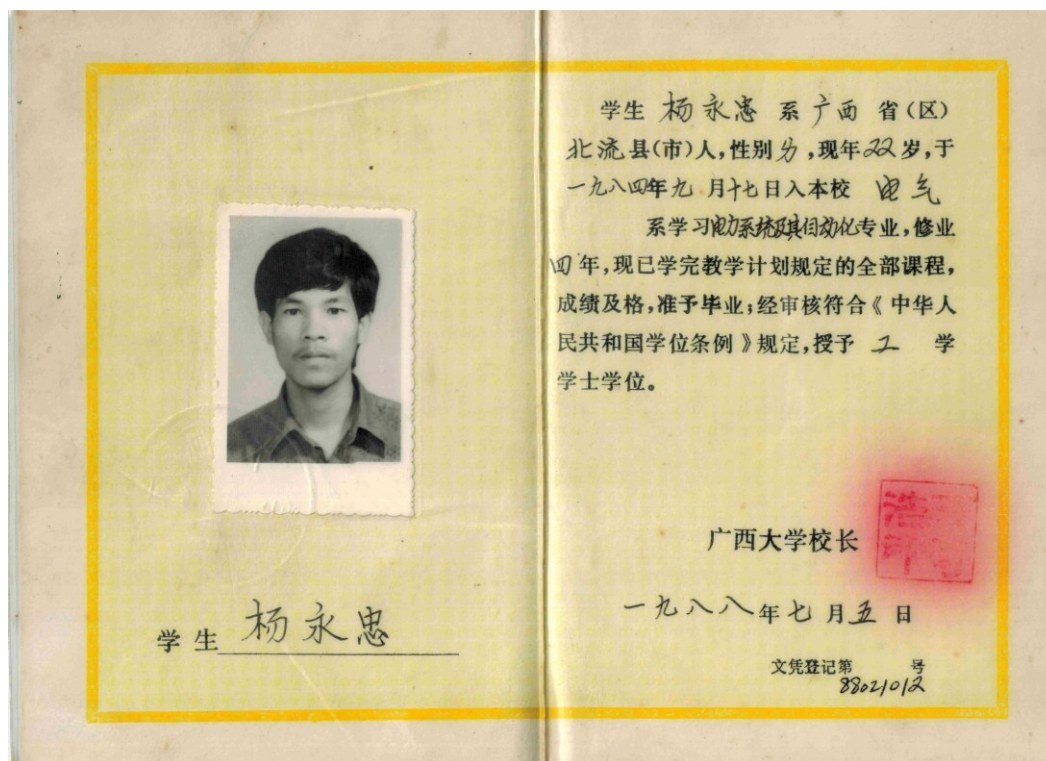 学生 杨永忠
学生 杨永忠 系 广西 省(区)
北流县(市)人,性别 男,现年 22 岁,于
一九八四年九 月十七日入本校 电气
系学习电力系统及其自动化专业,修业
四年,现已学完教学计划规定的全部课程,
成绩及格,准予毕业;经审核符合《中华人
民共和国学位条例》规定,授予 工 学
学士学位。
广西大学校长
一九八八年七月五日
文凭登记第 号
88021012